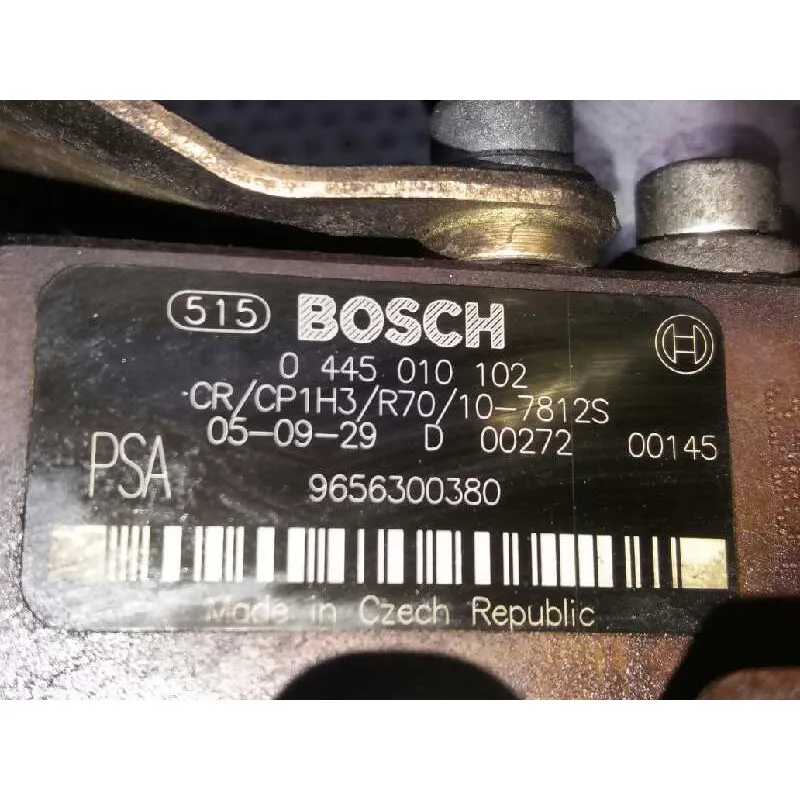 515 BOSCH
0 445 010 102
CR/CP1H3/R70/10-7812S
05-09-29 D 00272 00145
PSA 9656300380
Made in Czech Republic